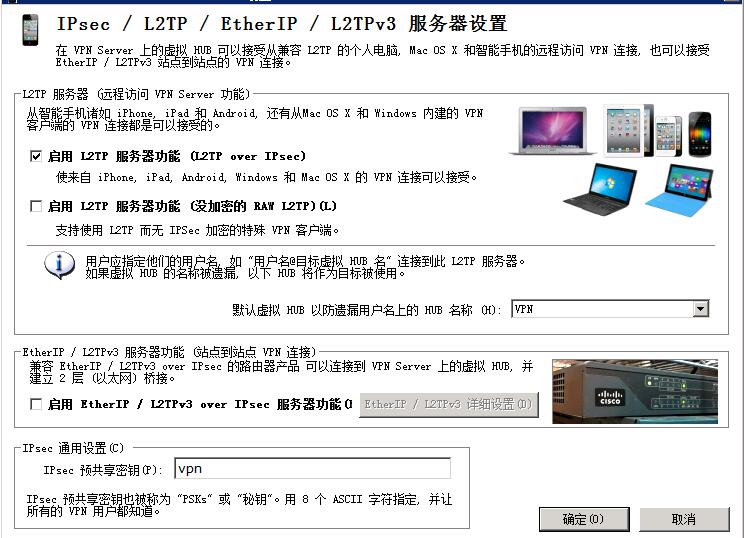 IPsec / L2TP / EtherIP / L2TPv3 服务器设置
在 VPN Server 上的虚拟 HUB 可以接受从兼容 L2TP 的个人电脑, Mac OS X 和智能手机的远程访问 VPN 连接, 也可以接受
EtherIP / L2TPv3 站点到站点的 VPN 连接。
L2TP 服务器 (远程访问 VPN Server 功能)
从智能手机诸如 iPhone, iPad 和 Android, 还有从Mac OS X 和 Windows 内建的 VPN
客户端的 VPN 连接都是可以接受的。
启用 L2TP 服务器功能 (L2TP over IPsec)
使来自 iPhone, iPad, Android, Windows 和 Mac OS X 的 VPN 连接可以接受。
启用 L2TP 服务器功能 (没加密的 RAW L2TP)(L)
支持使用 L2TP 而无 IPSec 加密的特殊 VPN 客户端。
用户应指定他们的用户名, 如 "用户名@目标虚拟 HUB 名" 连接到此 L2TP 服务器。
如果虚拟 HUB 的名称被遗漏, 以下 HUB 将作为目标被使用。
默认虚拟 HUB 以防遗漏用户名上的 HUB 名称 (H):
VPN
EtherIP / L2TPv3 服务器功能 (站点到站点 VPN 连接)
兼容 EtherIP / L2TPv3 over IPsec 的路由器产品 可以连接到 VPN Server 上的虚拟 HUB, 并
建立 2 层 (以太网) 桥接。
启用 EtherIP / L2TPv3 over IPsec 服务器功能(
EtherIP / L2TPv3 详细设置(D)
CISCO
IPsec 通用设置(C)
IPsec 预共享密钥(P):
vpn
IPsec 预共享密钥也被称为 "PSKs" 或 "秘钥"。用 8 个 ASCII 字符指定, 并让
所有的 VPN 用户都知道。
确定(O)
取消